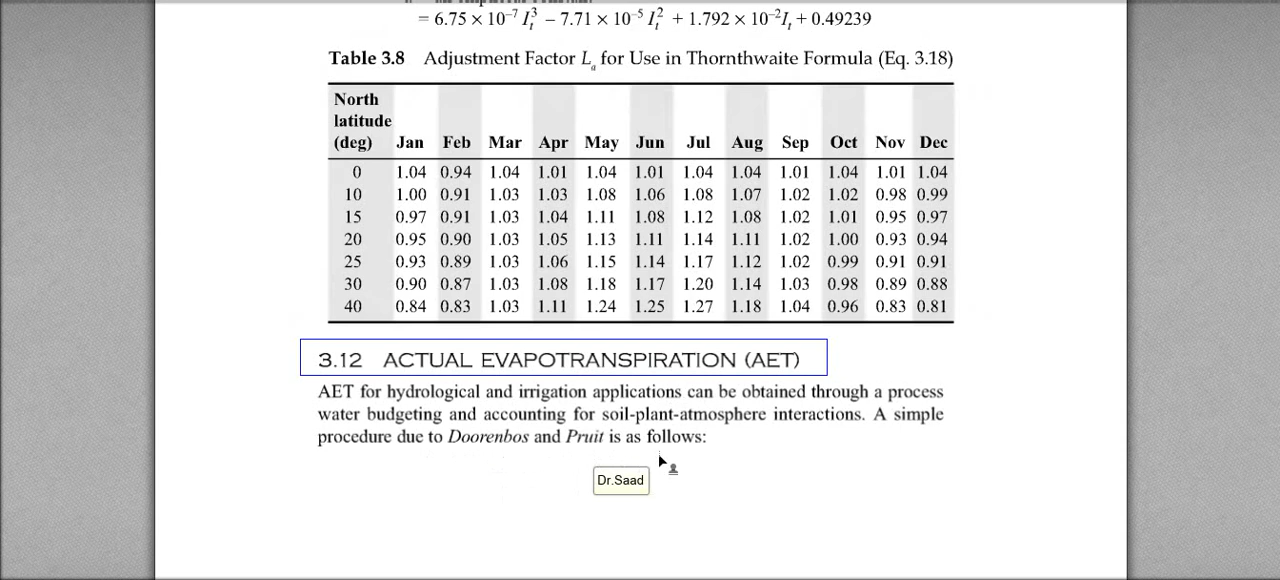 = 6.75 × 10⁻⁷ Iₜ³ – 7.71 × 10⁻⁵ Iₜ² + 1.792 × 10⁻² Iₜ + 0.49239
Table 3.8 Adjustment Factor Lₐ for Use in Thornthwaite Formula (Eq. 3.18)
North
latitude
(deg) Jan Feb Mar Apr May Jun Jul Aug Sep Oct Nov Dec
0 1.04 0.94 1.04 1.01 1.04 1.01 1.04 1.04 1.01 1.04 1.01 1.04
10 1.00 0.91 1.03 1.03 1.08 1.06 1.08 1.07 1.02 1.02 0.98 0.99
15 0.97 0.91 1.03 1.04 1.11 1.08 1.12 1.08 1.02 1.01 0.95 0.97
20 0.95 0.90 1.03 1.05 1.13 1.11 1.14 1.11 1.02 1.00 0.93 0.94
25 0.93 0.89 1.03 1.06 1.15 1.14 1.17 1.12 1.02 0.99 0.91 0.91
30 0.90 0.87 1.03 1.08 1.18 1.17 1.20 1.14 1.03 0.98 0.89 0.88
40 0.84 0.83 1.03 1.11 1.24 1.25 1.27 1.18 1.04 0.96 0.83 0.81
3.12 ACTUAL EVAPOTRANSPIRATION (AET)
AET for hydrological and irrigation applications can be obtained through a process
water budgeting and accounting for soil-plant-atmosphere interactions. A simple
procedure due to Doorenbos and Pruit is as follows:
Dr.Saad